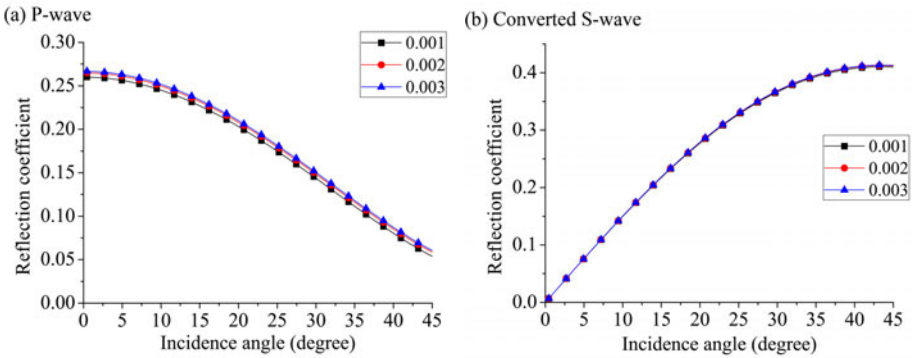 (a) P-wave
0.30
0.25
0.20
0.15
0.10
0.05
0.00
Reflection coefficient
0.001
0.002
0.003
0 5 10 15 20 25 30 35 40 45
Incidence angle (degree)
(b) Converted S-wave
0.4
0.3
0.2
0.1
0.0
Reflection coefficient
0.001
0.002
0.003
0 5 10 15 20 25 30 35 40 45
Incidence angle (degree)